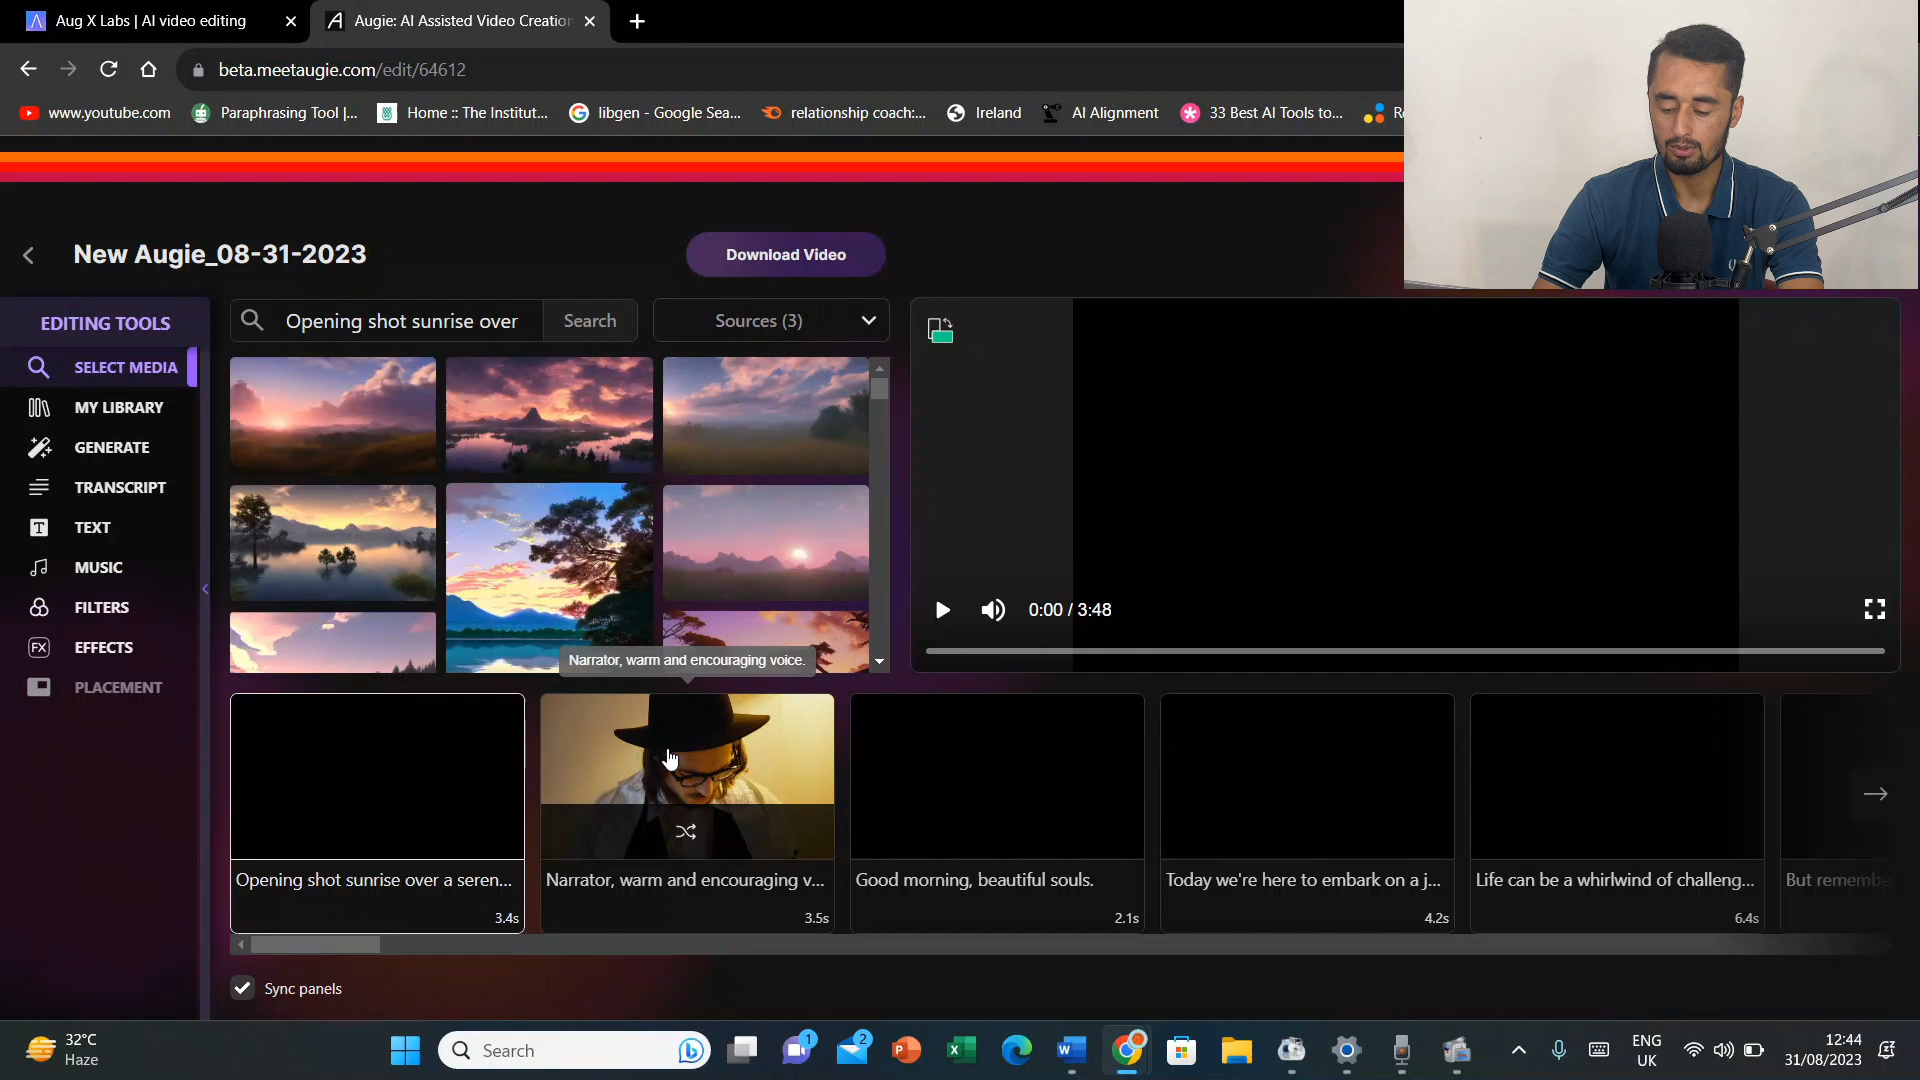 Aug X Labs | AI video editing
Augie: AI Assisted Video Creation
beta.meetaugie.com/edit/64612
www.youtube.com
Paraphrasing Tool |...
Home :: The Institut...
libgen - Google Sea...
relationship coach:...
Ireland
AI Alignment
33 Best AI Tools to...
New Augie_08-31-2023
Download Video
EDITING TOOLS
Opening shot sunrise over
Search
Sources (3)
SELECT MEDIA
MY LIBRARY
GENERATE
TRANSCRIPT
T TEXT
MUSIC
FILTERS
FX EFFECTS
PLACEMENT
0:00 / 3:48
Narrator, warm and encouraging voice.
Opening shot sunrise over a seren...
3.4s
Narrator, warm and encouraging v...
3.5s
Good morning, beautiful souls.
2.1s
Today we're here to embark on a j...
4.2s
Life can be a whirlwind of challeng...
6.4s
But remembe
Sync panels
32°C
Haze
Search
1
2
ENG
UK
12:44
31/08/2023